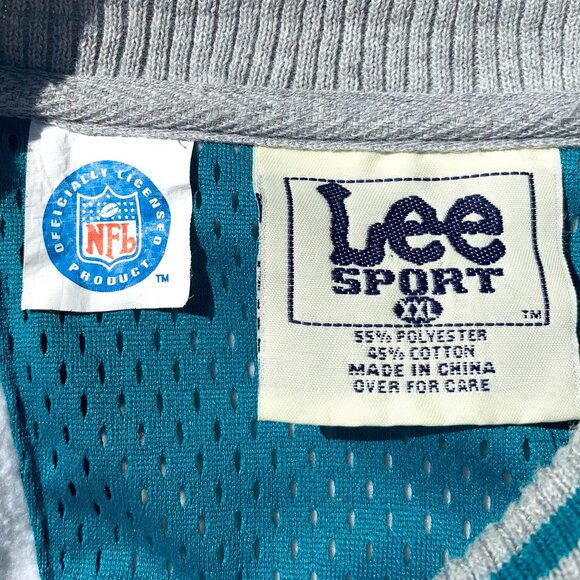 OFFICIALLY LICENSED
NFL
PRODUCT
TM
Lee
SPORT
XXL
TM
55% POLYESTER
45% COTTON
MADE IN CHINA
OVER FOR CARE